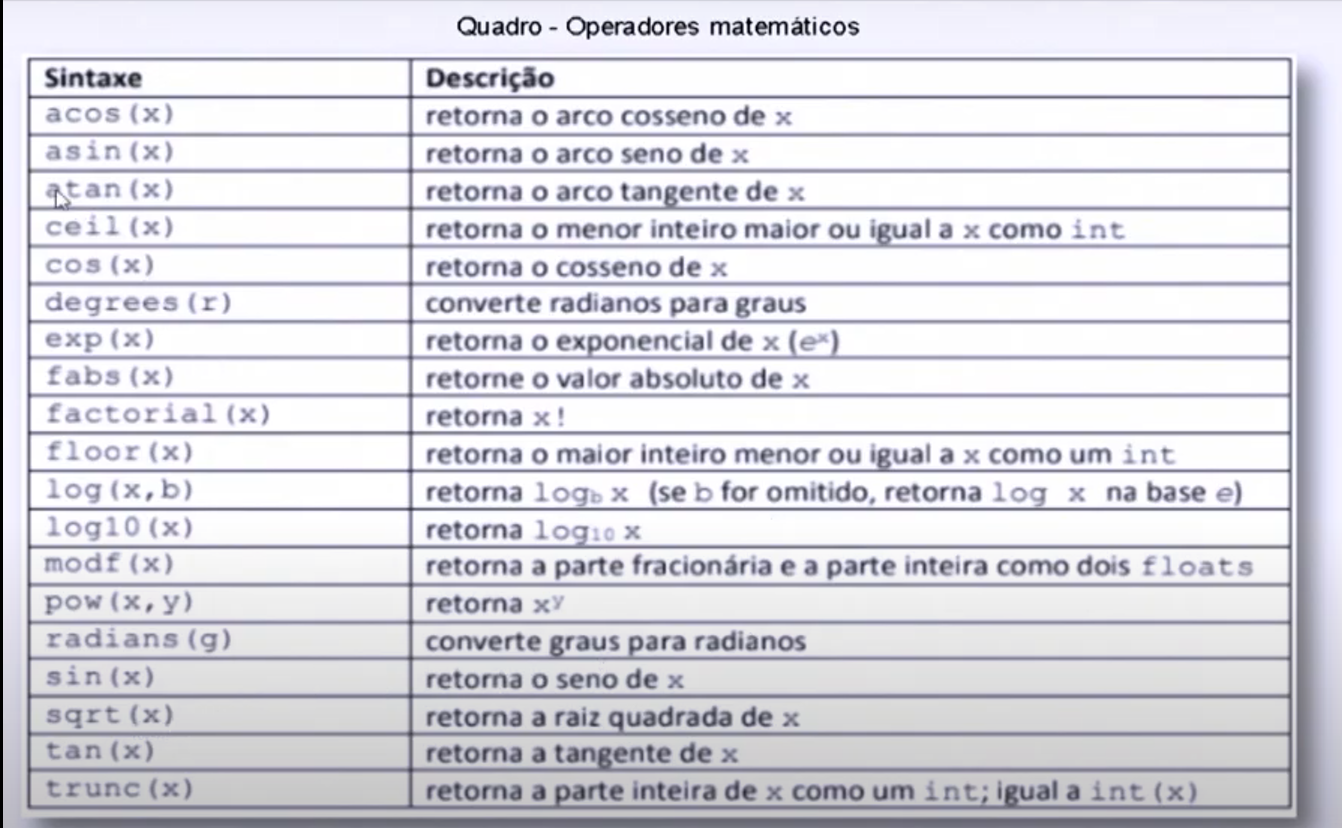 Quadro - Operadores matemáticos
Sintaxe Descrição
acos(x) retorna o arco cosseno de x
asin(x) retorna o arco seno de x
atan(x) retorna o arco tangente de x
ceil(x) retorna o menor inteiro maior ou igual a x como int
cos(x) retorna o cosseno de x
degrees(r) converte radianos para graus
exp(x) retorna o exponencial de x (eˣ)
fabs(x) retorne o valor absoluto de x
factorial(x) retorna x!
floor(x) retorna o maior inteiro menor ou igual a x como um int
log(x,b) retorna logb x (se b for omitido, retorna log x na base e)
log10(x) retorna log₁₀ x
modf(x) retorna a parte fracionária e a parte inteira como dois floats
pow(x,y) retorna xʸ
radians(g) converte graus para radianos
sin(x) retorna o seno de x
sqrt(x) retorna a raiz quadrada de x
tan(x) retorna a tangente de x
trunc(x) retorna a parte inteira de x como um int; igual a int(x)